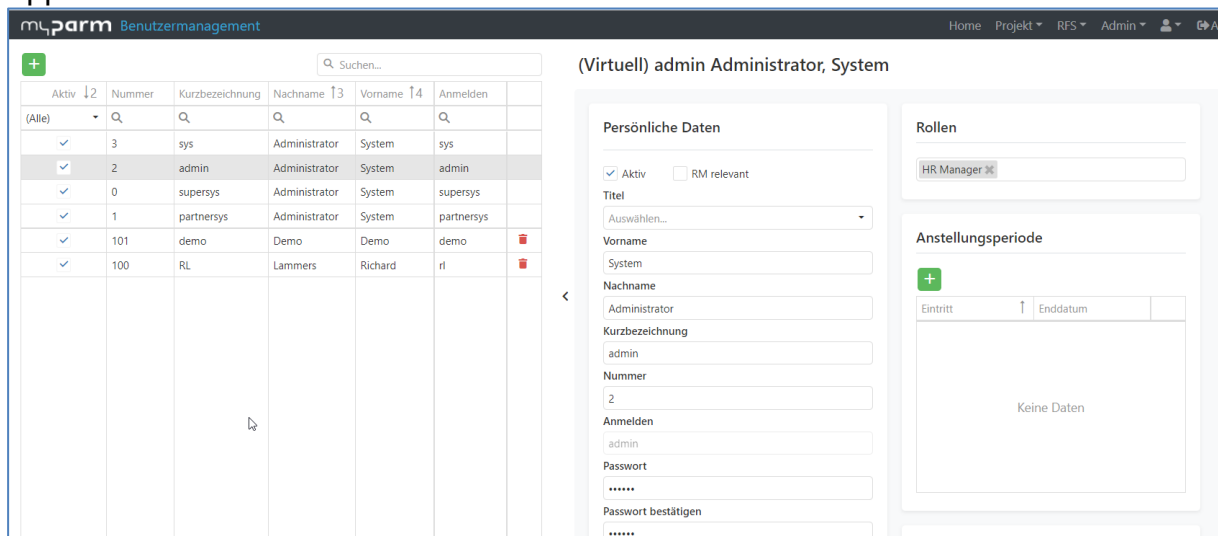 myparm Benutzermanagement Home Projekt RFS Admin
Suchen...
Aktiv 2 Nummer Kurzbezeichnung Nachname 3 Vorname 4 Anmelden
(Alle)
3 sys Administrator System sys
2 admin Administrator System admin
0 supersys Administrator System supersys
1 partnersys Administrator System partnersys
101 demo Demo Demo demo
100 RL Lammers Richard rl
(Virtuell) admin Administrator, System
Persönliche Daten
Aktiv RM relevant
Titel
Auswählen...
Vorname
System
Nachname
Administrator
Kurzbezeichnung
admin
Nummer
2
Anmelden
admin
Passwort
••••••
Passwort bestätigen
••••••
Rollen
HR Manager
Anstellungsperiode
Eintritt Enddatum
Keine Daten